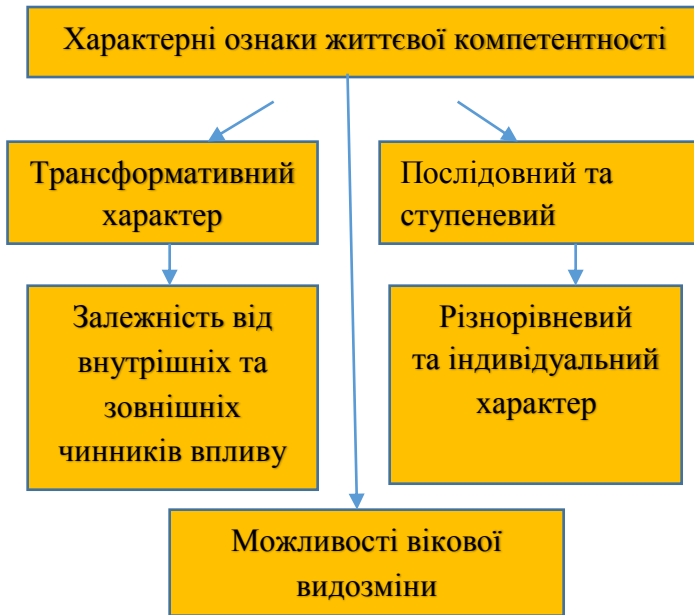 Характерні ознаки життєвої компетентності
Трансформативний
характер
Послідовний та
ступеневий
Залежність від
внутрішніх та
зовнішніх
чинників впливу
Різнорівневий
та індивідуальний
характер
Можливості вікової
видозміни